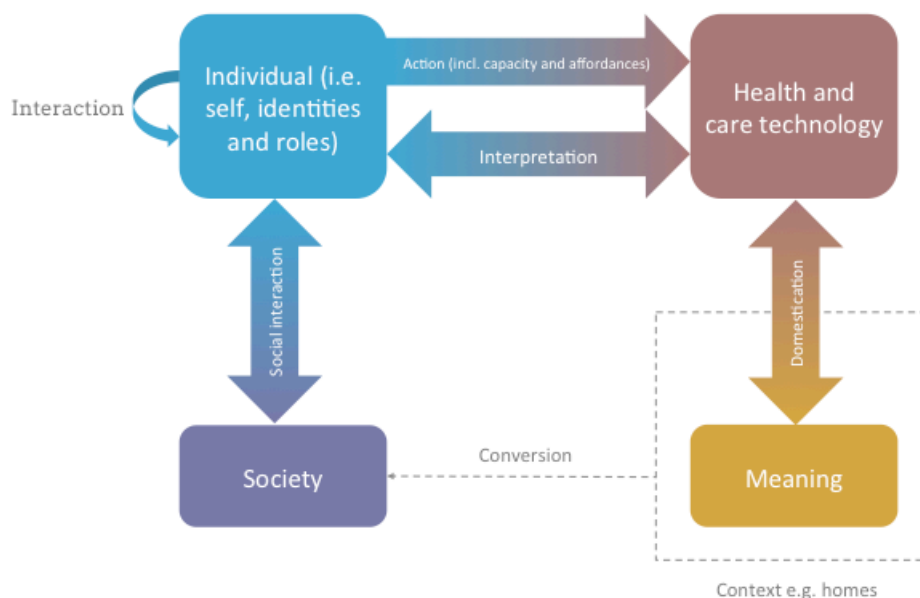 Interaction
Individual (i.e.
self, identities
and roles)
Action (incl. capacity and affordances)
Interpretation
Health and
care technology
Social interaction
Domestication
Society
Conversion
Meaning
Context e.g. homes